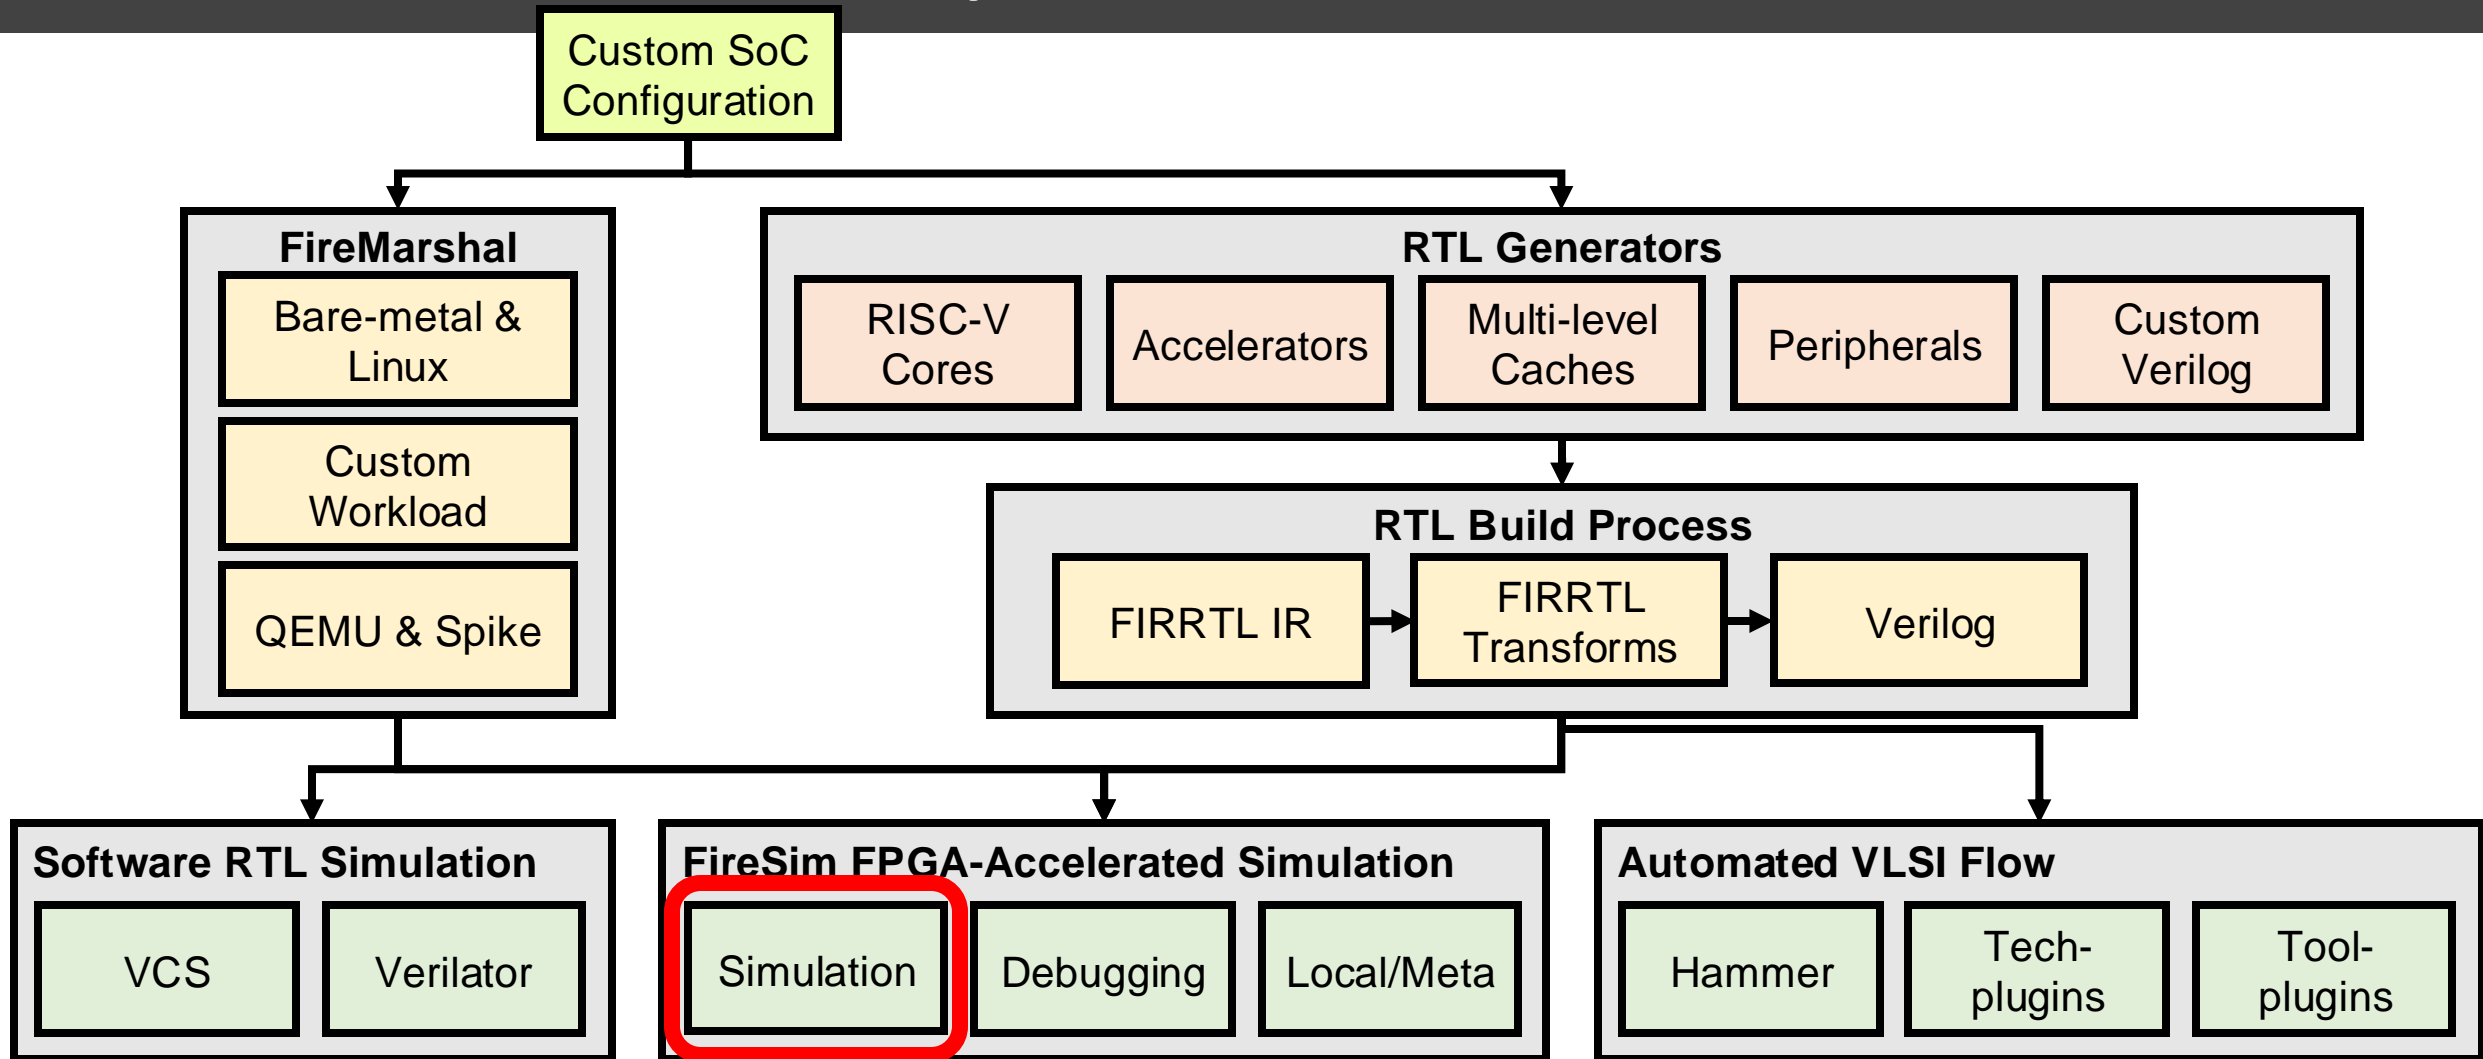 Custom SoC
Configuration
FireMarshal
Bare-metal &
Linux
Custom
Workload
QEMU & Spike
RTL Generators
RISC-V
Cores
Accelerators
Multi-level
Caches
Peripherals
Custom
Verilog
RTL Build Process
FIRRTL IR
FIRRTL
Transforms
Verilog
Software RTL Simulation
VCS
Verilator
FireSim FPGA-Accelerated Simulation
Simulation
Debugging
Local/Meta
Automated VLSI Flow
Hammer
Tech-
plugins
Tool-
plugins